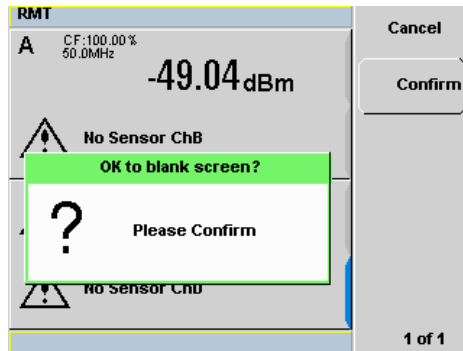 RMT
Cancel
A
CF:100.00%
50.0MHz
-49.04dBm
Confirm
No Sensor ChB
OK to blank screen?
?
Please Confirm
No Sensor ChD
1 of 1